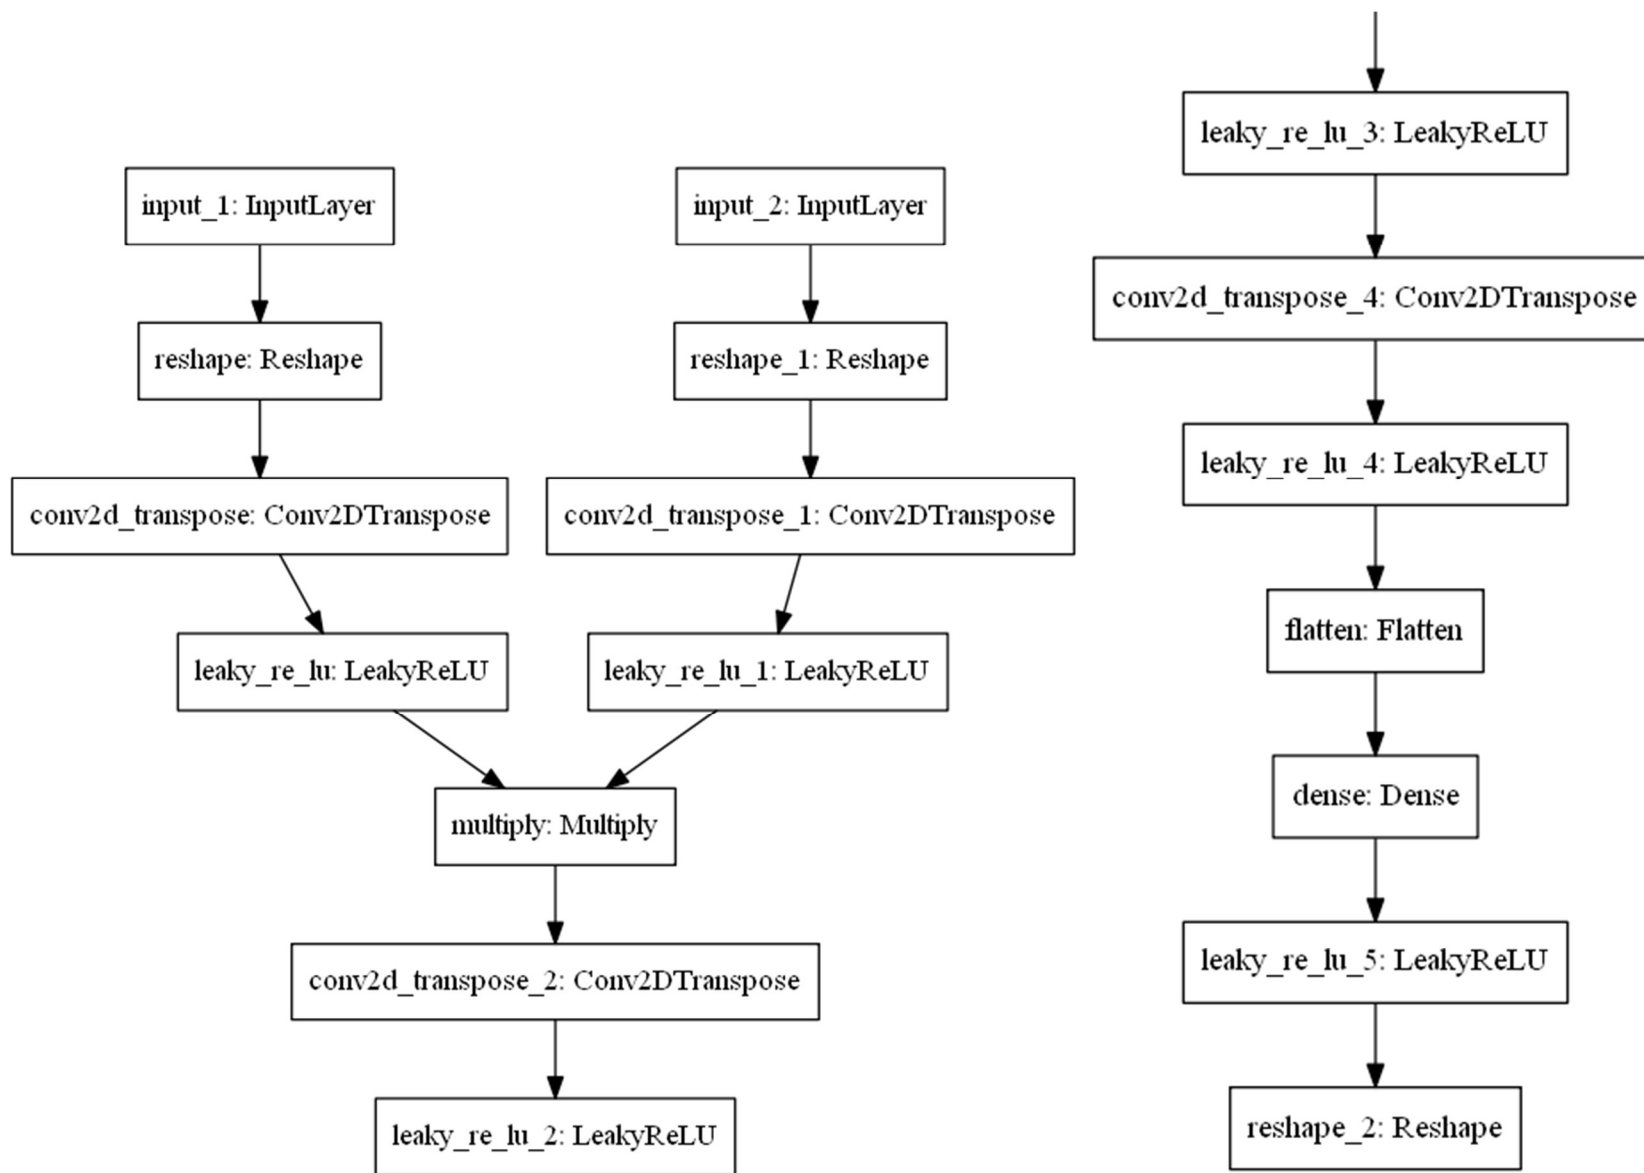 input_1: InputLayer
input_2: InputLayer
reshape: Reshape
reshape_1: Reshape
conv2d_transpose: Conv2DTranspose
conv2d_transpose_1: Conv2DTranspose
leaky_re_lu: LeakyReLU
leaky_re_lu_1: LeakyReLU
multiply: Multiply
conv2d_transpose_2: Conv2DTranspose
leaky_re_lu_2: LeakyReLU
leaky_re_lu_3: LeakyReLU
conv2d_transpose_4: Conv2DTranspose
leaky_re_lu_4: LeakyReLU
flatten: Flatten
dense: Dense
leaky_re_lu_5: LeakyReLU
reshape_2: Reshape